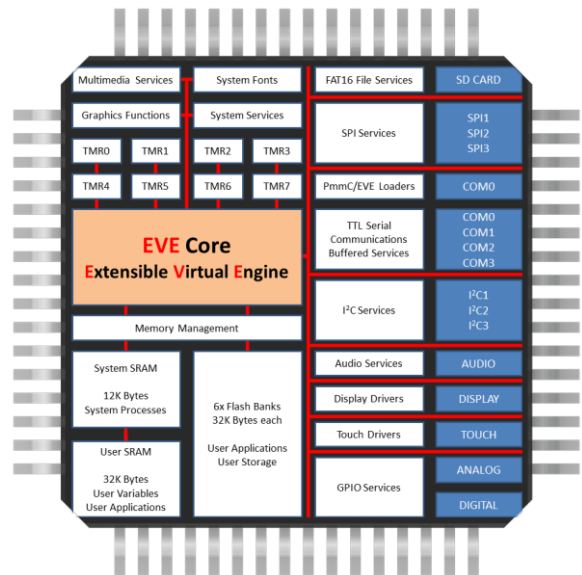 Multimedia Services
System Fonts
FAT16 File Services
SD CARD
Graphics Functions
System Services
SPI Services
SPI1
SPI2
SPI3
TMR0
TMR1
TMR2
TMR3
TMR4
TMR5
TMR6
TMR7
PmmC/EVE Loaders
COM0
EVE Core
Extensible Virtual Engine
TTL Serial
Communications
Buffered Services
COM0
COM1
COM2
COM3
I²C Services
I²C1
I²C2
I²C3
Memory Management
System SRAM
12K Bytes
System Processes
User SRAM
32K Bytes
User Variables
User Applications
6x Flash Banks
32K Bytes each
User Applications
User Storage
Audio Services
AUDIO
Display Drivers
DISPLAY
Touch Drivers
TOUCH
GPIO Services
ANALOG
DIGITAL